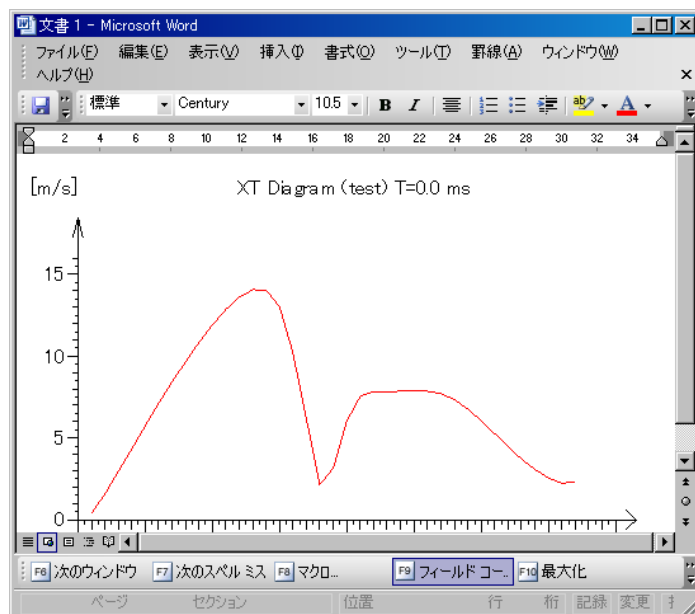 文書 1 - Microsoft Word
ファイル(F) 編集(E) 表示(V) 挿入(I) 書式(O) ツール(T) 罫線(A) ウィンドウ(W)
ヘルプ(H)
標準 Century 10.5 B I ab A
2 4 6 8 10 12 14 16 18 20 22 24 26 28 30 32 34
[m/s] XT Diagram (test) T=0.0 ms
15
10
5
0
F6 次のウィンドウ F7 次のスペル ミス F8 マクロ... F9 フィールド コー.. F10 最大化
ページ セクション 位置 行 桁 記録 変更